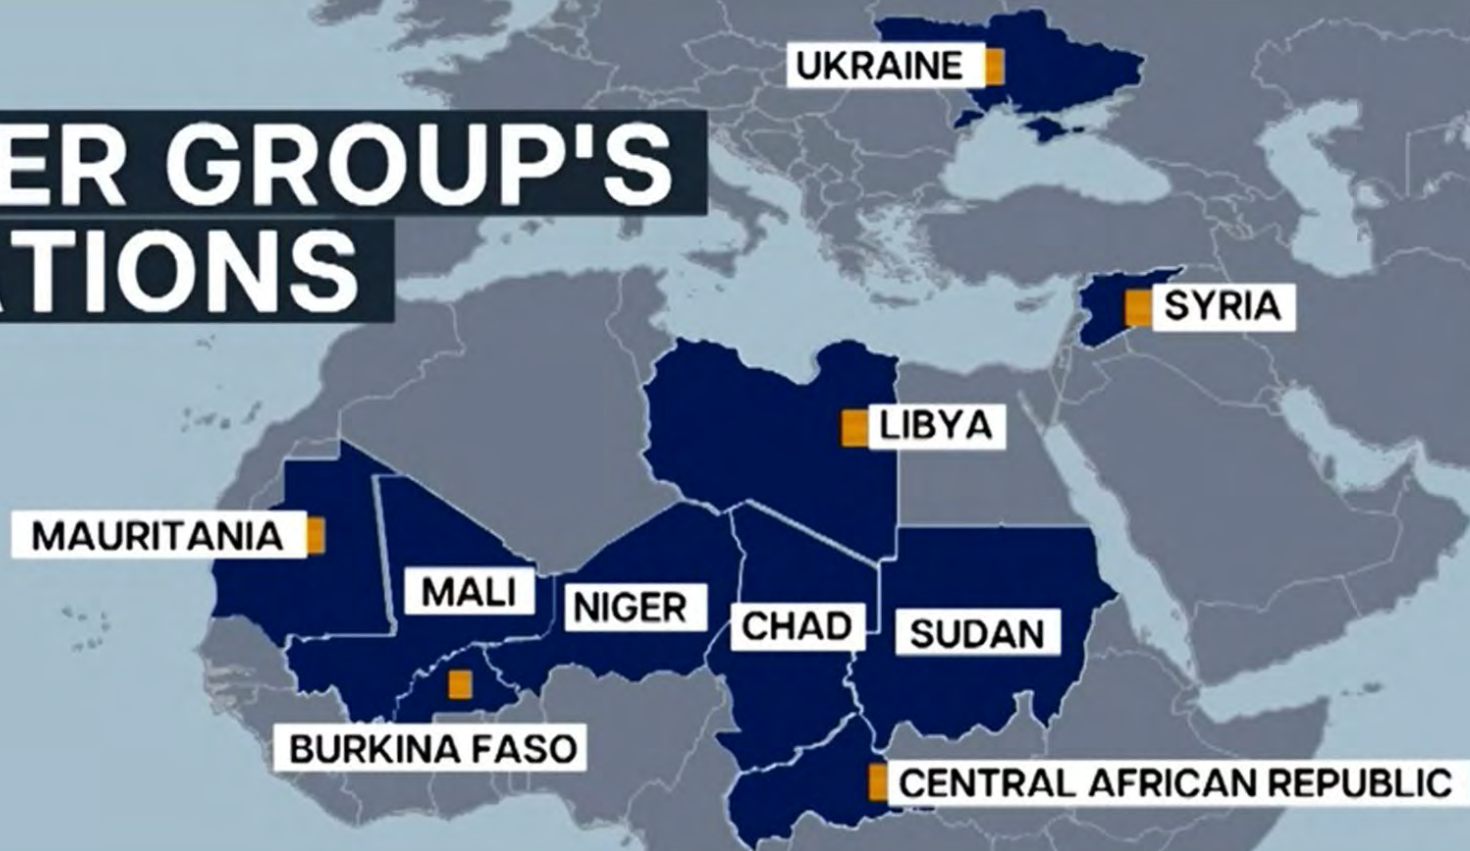 UKRAINE
ER GROUP'S
ATIONS
SYRIA
LIBYA
MAURITANIA
MALI
NIGER
CHAD
SUDAN
BURKINA FASO
CENTRAL AFRICAN REPUBLIC